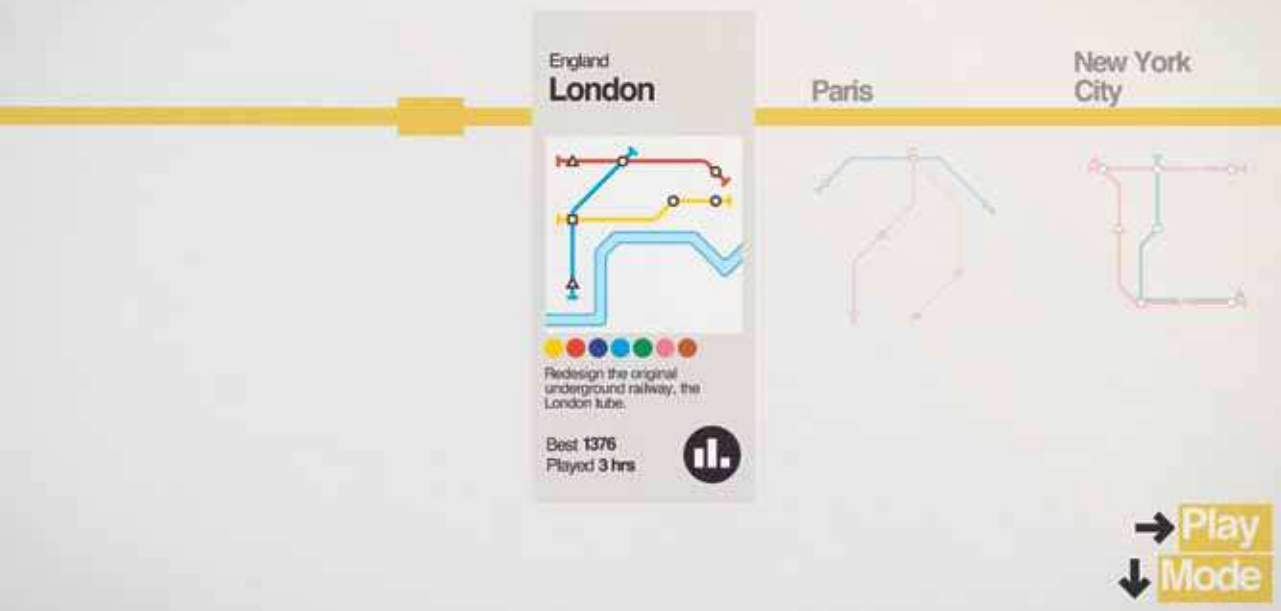 England
London
Paris
New York
City
Redesign the original
underground railway, the
London tube.
Best 1376
Played 3 hrs
Play
Mode